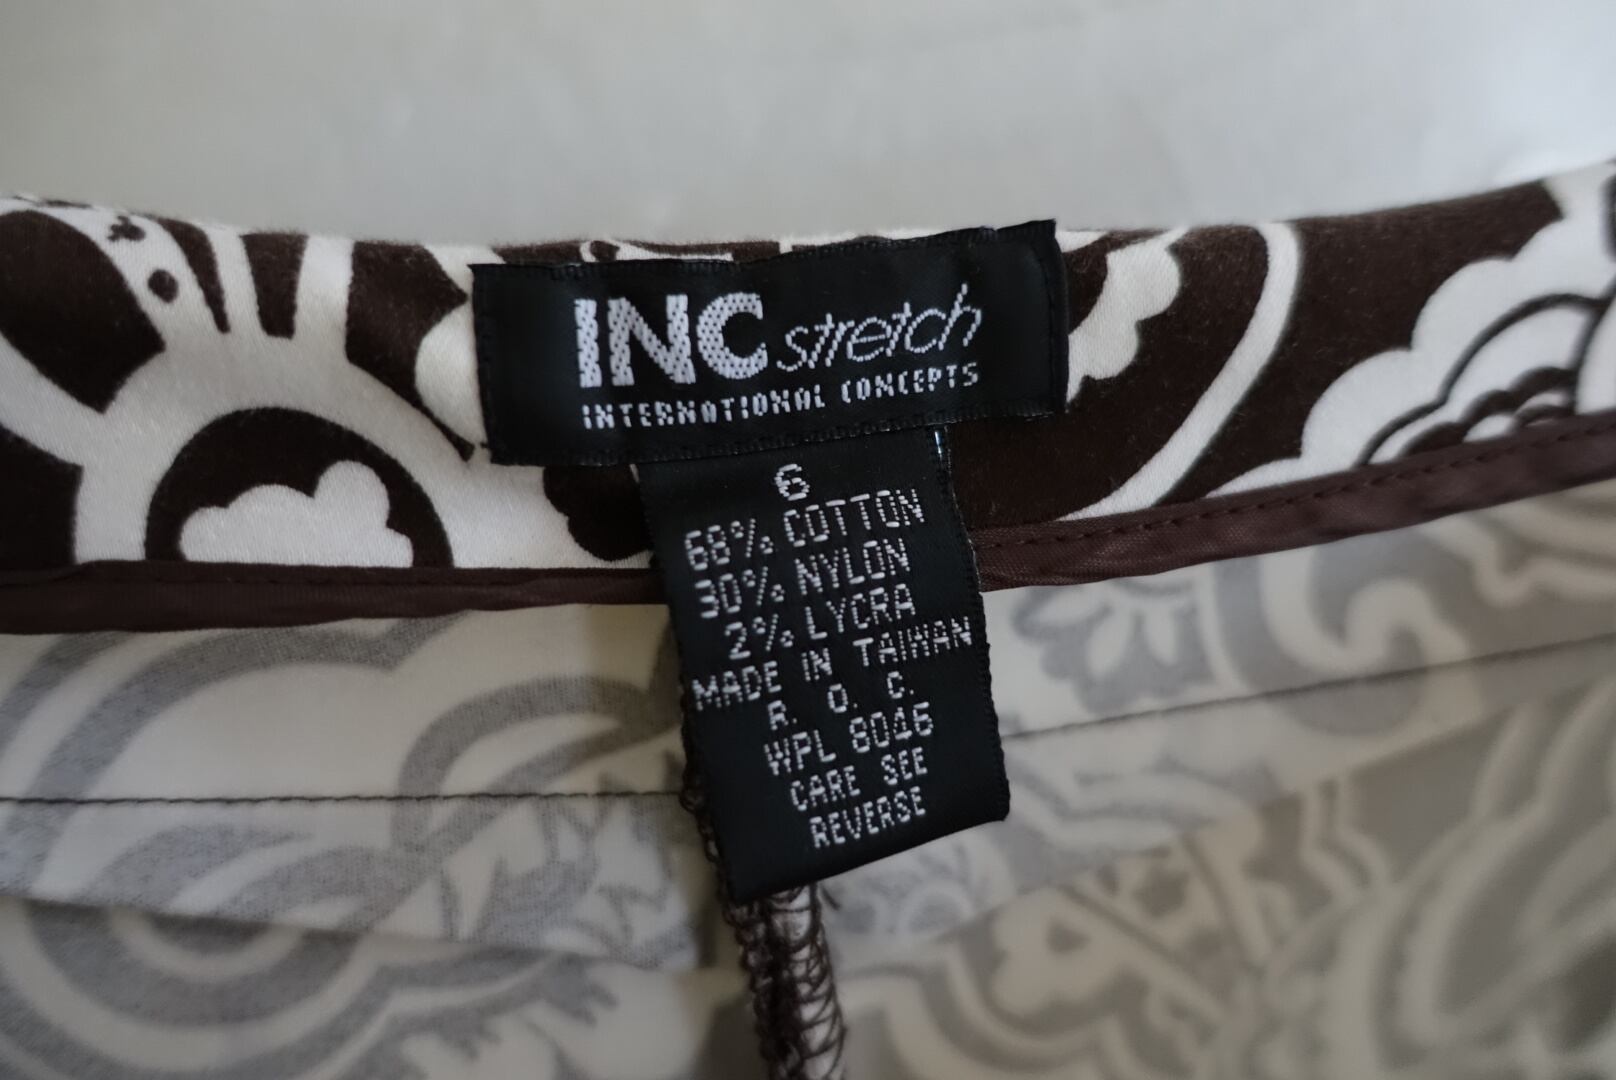 INC stretch
INTERNATIONAL CONCEPTS
6
68% COTTON
30% NYLON
2% LYCRA
MADE IN TAIWAN
R. O. C.
WPL 8046
CARE SEE
REVERSE